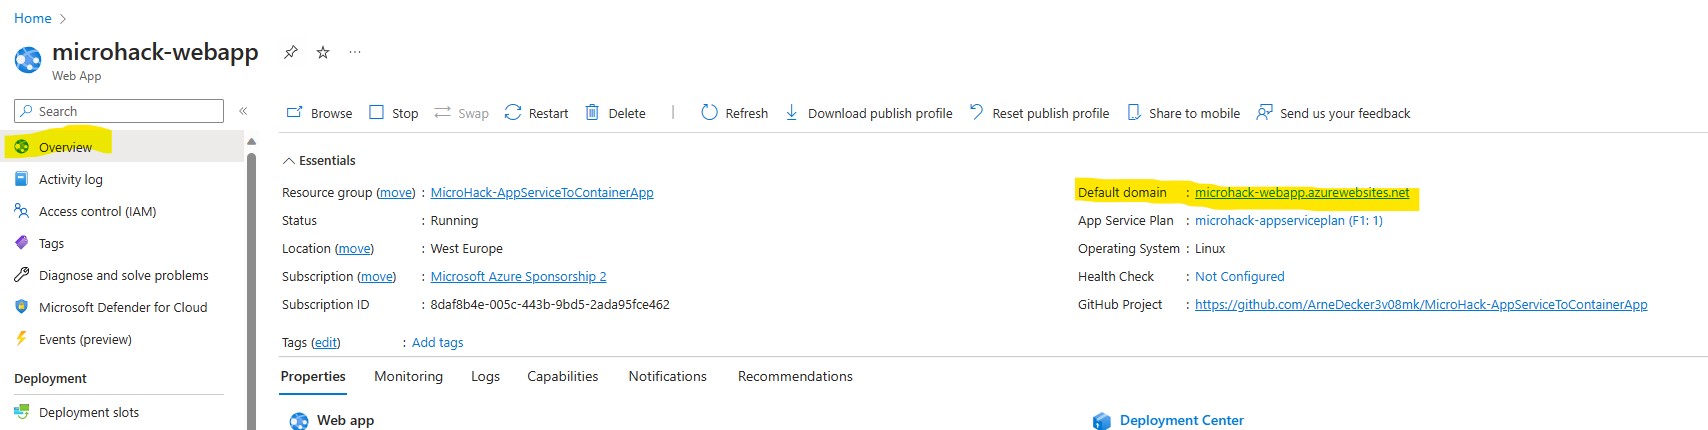 Home
microhack-webapp
Web App
Search
Browse Stop Swap Restart Delete Refresh Download publish profile Reset publish profile Share to mobile Send us your feedback
Overview
Activity log
Access control (IAM)
Tags
Diagnose and solve problems
Microsoft Defender for Cloud
Events (preview)
Deployment
Deployment slots
Essentials
Resource group (move) : MicroHack-AppServiceToContainerApp
Status : Running
Location (move) : West Europe
Subscription (move) : Microsoft Azure Sponsorship 2
Subscription ID : 8daf8b4e-005c-443b-9bd5-2ada95fce462
Default domain : microhack-webapp.azurewebsites.net
App Service Plan : microhack-appserviceplan (F1: 1)
Operating System : Linux
Health Check : Not Configured
GitHub Project : https://github.com/ArneDecker3v08mk/MicroHack-AppServiceToContainerApp
Tags (edit) : Add tags
Properties Monitoring Logs Capabilities Notifications Recommendations
Web app
Deployment Center